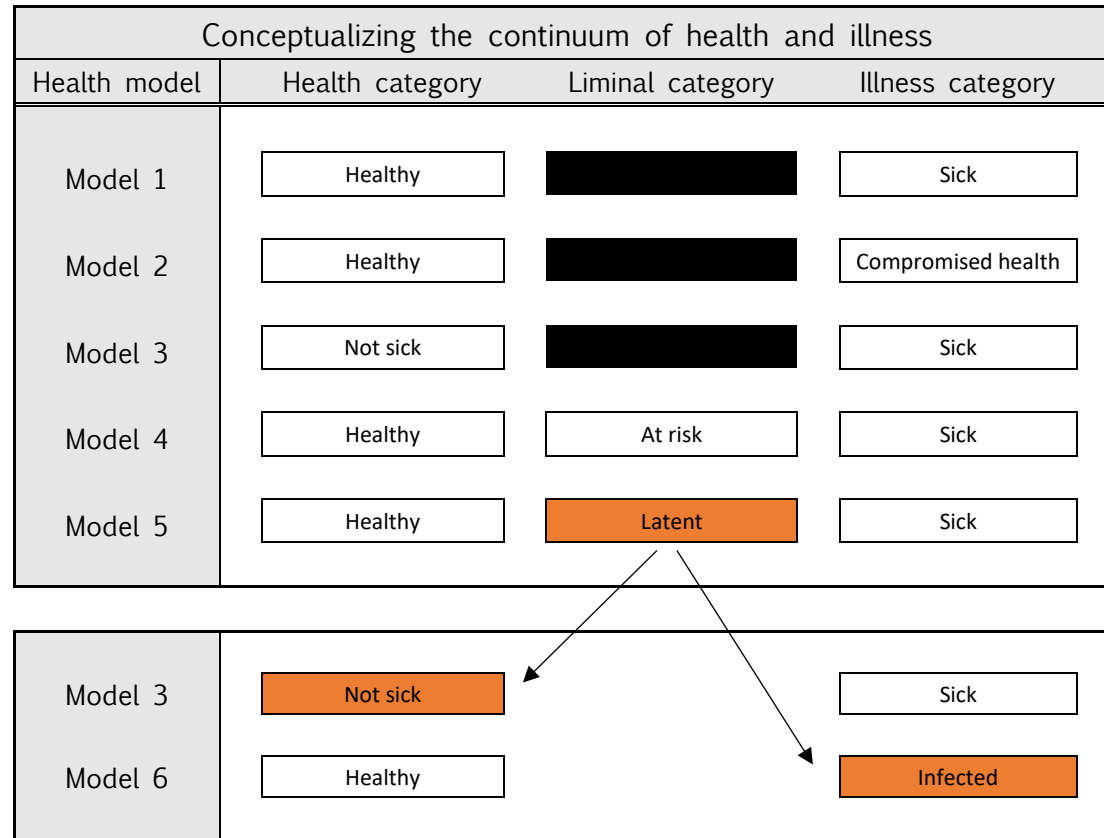 Conceptualizing the continuum of health and illness
Health model Health category Liminal category Illness category
Model 1 Healthy Sick
Model 2 Healthy Compromised health
Model 3 Not sick Sick
Model 4 Healthy At risk Sick
Model 5 Healthy Latent Sick
Model 3 Not sick Sick
Model 6 Healthy Infected